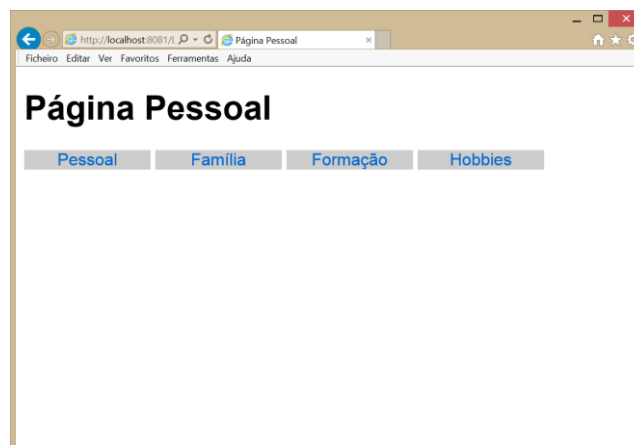 http://localhost:8081/l
Página Pessoal
Ficheiro Editar Ver Favoritos Ferramentas Ajuda
Página Pessoal
Pessoal Família Formação Hobbies